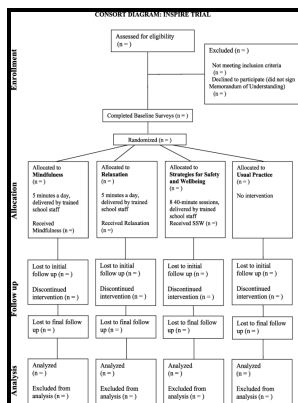 CONSORT DIAGRAM: INSPIRE TRIAL
Enrollment
Assessed for eligibility
(n = )
Excluded (n = )
Not meeting inclusion criteria
(n = )
Declined to participate (did not sign
Memorandum of Understanding)
(n = )
Completed Baseline Surveys (n = )
Randomized (n = )
Allocation
Allocated to
Mindfulness
(n = )
5 minutes a day,
delivered by trained
school staff
Received
Mindfulness (n =)
Allocated to
Relaxation
(n = )
5 minutes a day,
delivered by trained
school staff
Received Relaxation
(n = )
Allocated to
Strategies for Safety
and Wellbeing
(n = )
8 40-minute sessions,
delivered by trained
school staff
Received SSW (n =)
Allocated to
Usual Practice
(n = )
No intervention
Follow up
Lost to initial
follow up (n = )
Discontinued
intervention (n = )
Lost to initial
follow up (n = )
Discontinued
intervention (n = )
Lost to initial
follow up (n = )
Discontinued
intervention (n = )
Lost to initial
follow up (n = )
Discontinued
intervention (n = )
Lost to final follow
up (n = )
Lost to final follow
up (n = )
Lost to final follow
up (n = )
Lost to final follow
up (n = )
Analysis
Analyzed
(n = )
Excluded from
analysis (n = )
Analyzed
(n = )
Excluded from
analysis (n = )
Analyzed
(n = )
Excluded from
analysis (n = )
Analyzed
(n = )
Excluded from
analysis (n = )